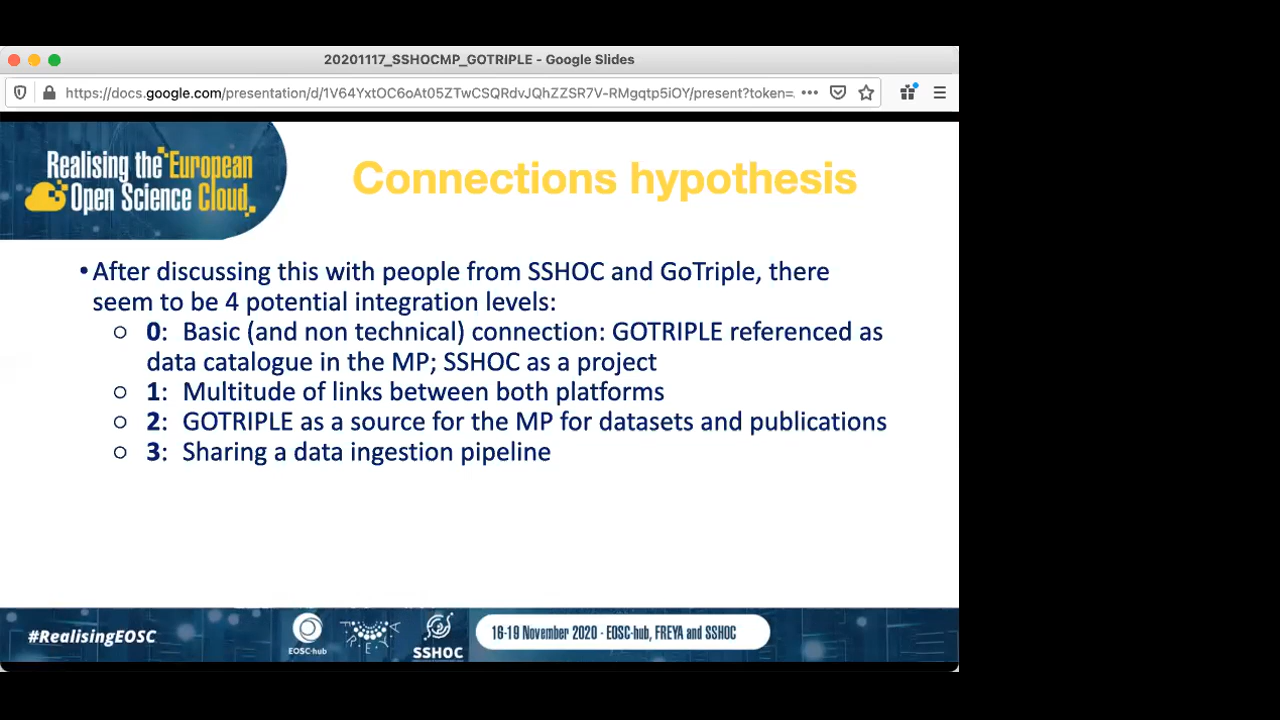 20201117_SSHOCMP_GOTRIPLE - Google Slides
https://docs.google.com/presentation/d/1V64YxtOC6oAt05ZTwCSQRdvJQhZZSR7V-RMgqtp5iOY/present?token=
Realising the European
Open Science Cloud
Connections hypothesis
• After discussing this with people from SSHOC and GoTriple, there
seem to be 4 potential integration levels:
○ 0: Basic (and non technical) connection: GOTRIPLE referenced as
data catalogue in the MP; SSHOC as a project
○ 1: Multitude of links between both platforms
○ 2: GOTRIPLE as a source for the MP for datasets and publications
○ 3: Sharing a data ingestion pipeline
#RealisingEOSC
EOSC-hub
FREYA
SSHOC
16-19 November 2020 - EOSC-hub, FREYA and SSHOC